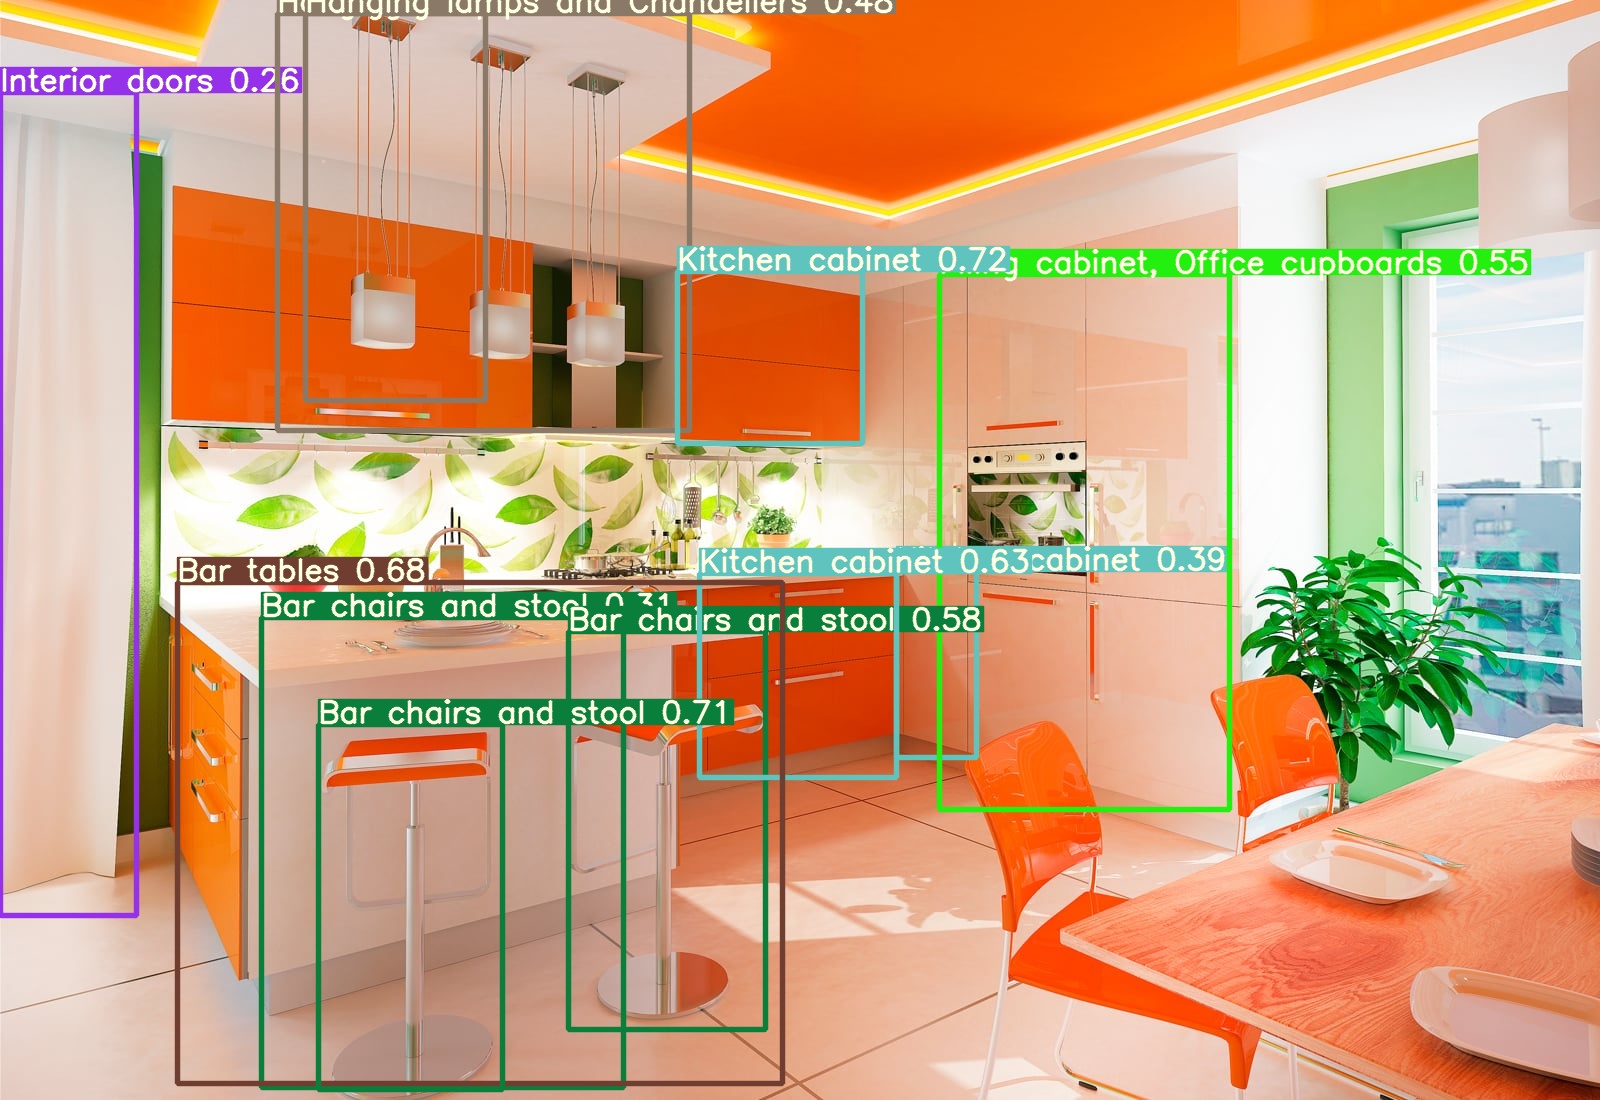 Hanging lamps and Chandeliers 0.48
Interior doors 0.26
Kitchen cabinet 0.72
cabinet, Office cupboards 0.55
Kitchen cabinet 0.63
cabinet 0.39
Bar tables 0.68
Bar chairs and stool 0.31
Bar chairs and stool 0.58
Bar chairs and stool 0.71